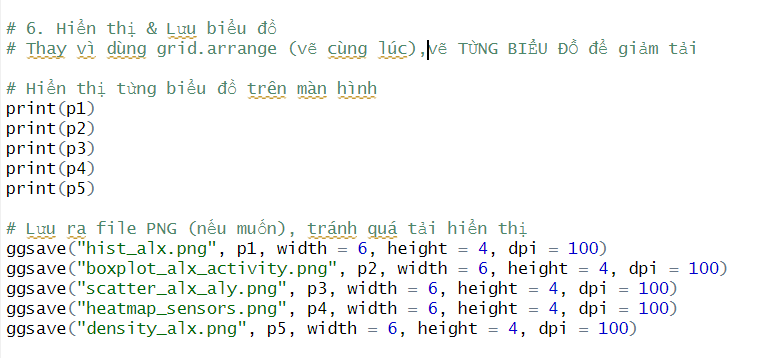 # 6. Hiển thị & Lưu biểu đồ
# Thay vì dùng grid.arrange (vẽ cùng lúc),vẽ TỪNG BIỂU ĐỒ để giảm tải
# Hiển thị từng biểu đồ trên màn hình
print(p1)
print(p2)
print(p3)
print(p4)
print(p5)
# Lưu ra file PNG (nếu muốn), tránh quá tải hiển thị
ggsave("hist_alx.png", p1, width = 6, height = 4, dpi = 100)
ggsave("boxplot_alx_activity.png", p2, width = 6, height = 4, dpi = 100)
ggsave("scatter_alx_aly.png", p3, width = 6, height = 4, dpi = 100)
ggsave("heatmap_sensors.png", p4, width = 6, height = 4, dpi = 100)
ggsave("density_alx.png", p5, width = 6, height = 4, dpi = 100)